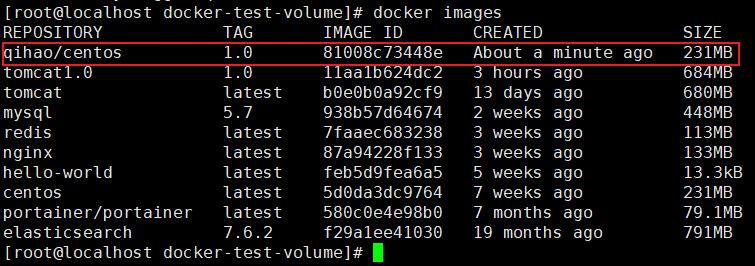 [root@localhost docker-test-volume]# docker images
REPOSITORY TAG IMAGE ID CREATED SIZE
qihao/centos 1.0 81008c73448e About a minute ago 231MB
tomcat1.0 1.0 11aa1b624dc2 3 hours ago 684MB
tomcat latest b0e0b0a92cf9 13 days ago 680MB
mysql 5.7 938b57d64674 2 weeks ago 448MB
redis latest 7faaec683238 3 weeks ago 113MB
nginx latest 87a94228f133 3 weeks ago 133MB
hello-world latest feb5d9fea6a5 5 weeks ago 13.3kB
centos latest 5d0da3dc9764 7 weeks ago 231MB
portainer/portainer latest 580c0e4e98b0 7 months ago 79.1MB
elasticsearch 7.6.2 f29a1ee41030 19 months ago 791MB
[root@localhost docker-test-volume]#